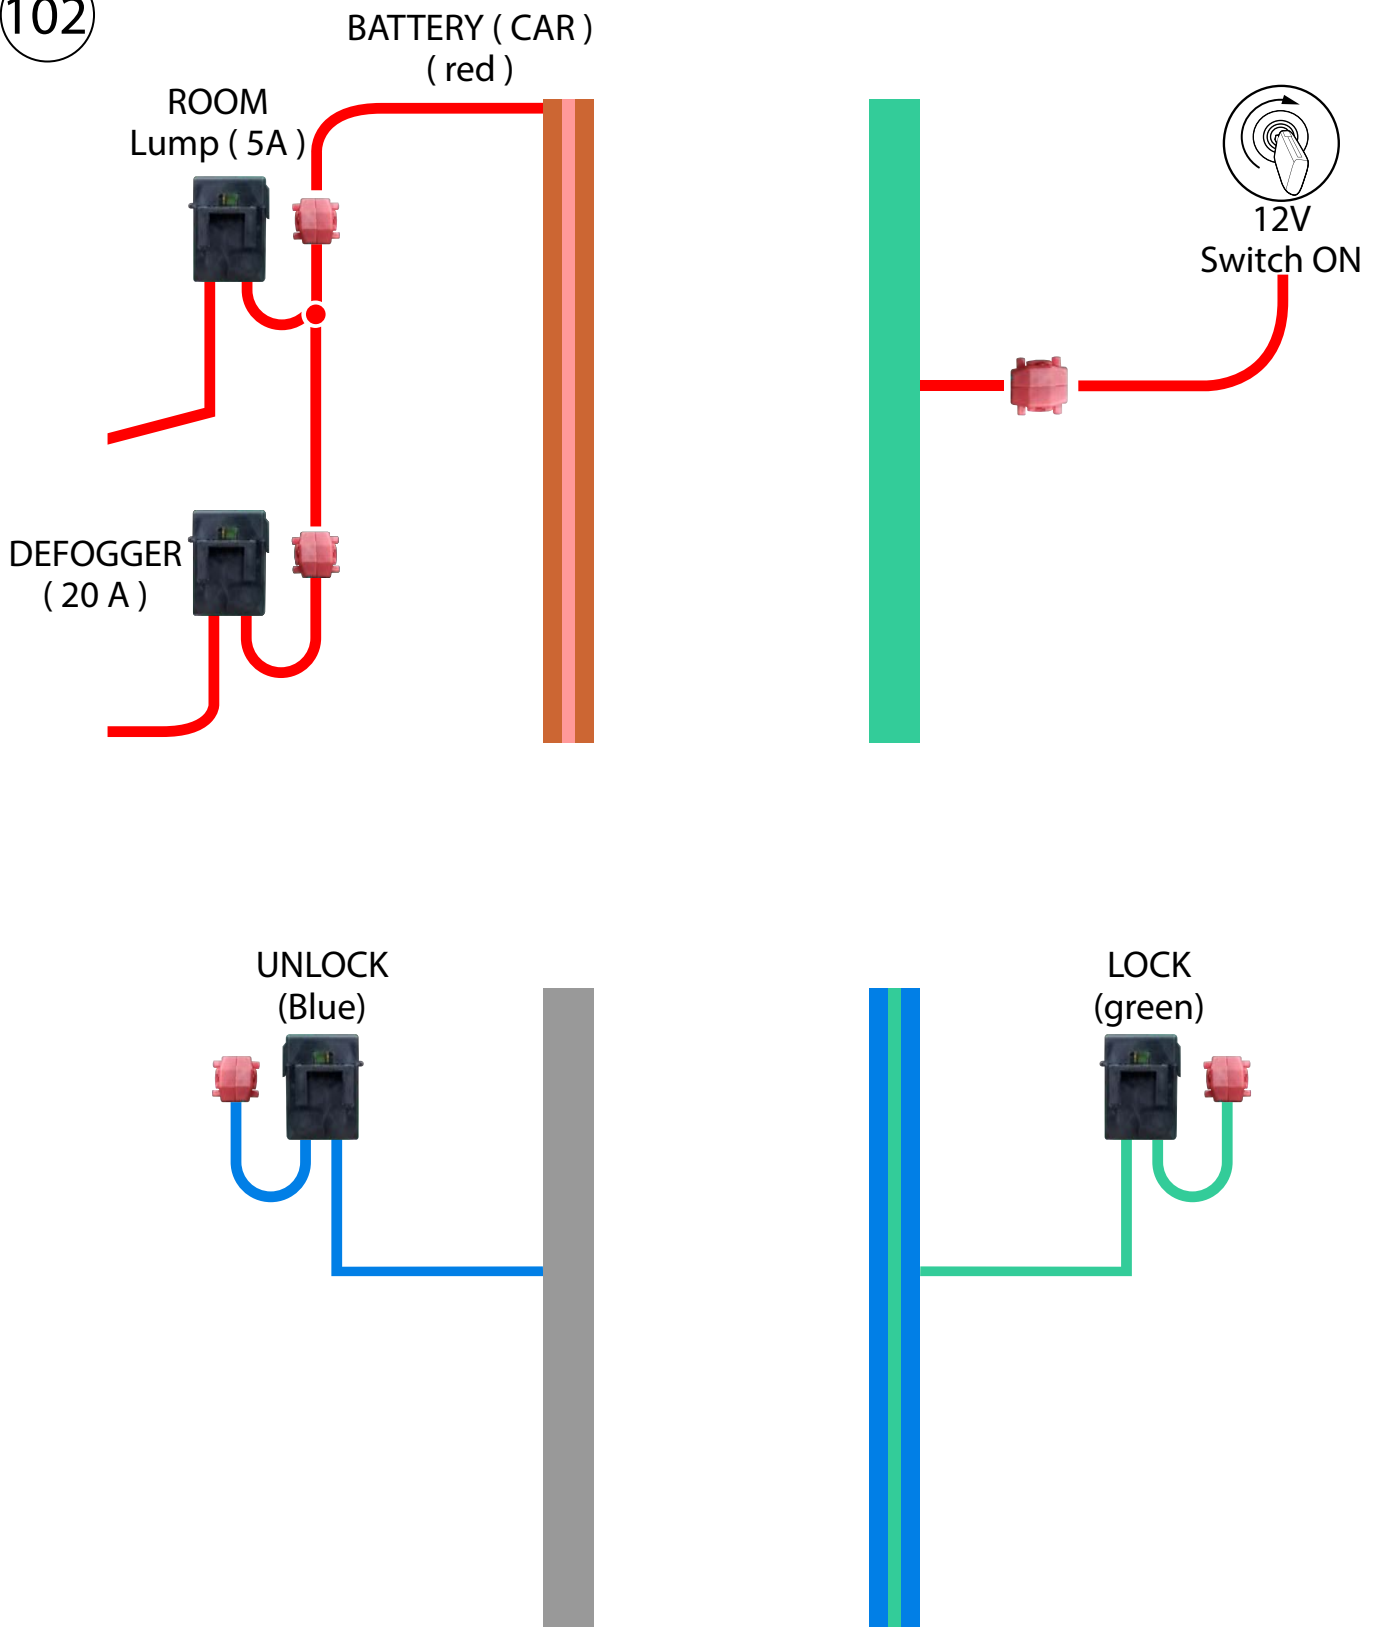 102
BATTERY ( CAR )
( red )
ROOM
Lump ( 5A )
12V
Switch ON
DEFOGGER
( 20 A )
UNLOCK
(Blue)
LOCK
(green)